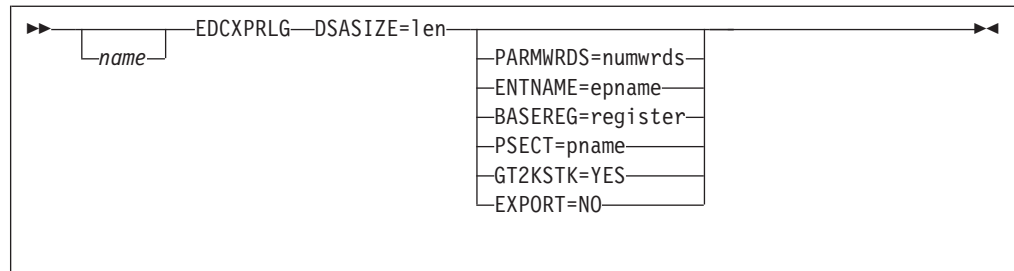 EDCXPRLG DSASIZE=len
name
PARMWRDS=numwrds
ENTNAME=epname
BASEREG=register
PSECT=pname
GT2KSTK=YES
EXPORT=NO